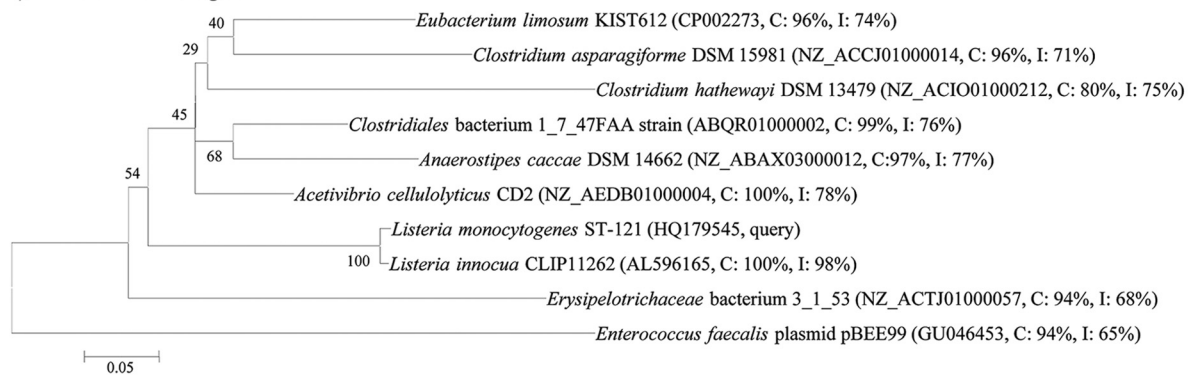 40
Eubacterium limosum KIST612 (CP002273, C: 96%, I: 74%)
29
Clostridium asparagiforme DSM 15981 (NZ_ACCJ01000014, C: 96%, I: 71%)
Clostridium hathewayi DSM 13479 (NZ_ACIO01000212, C: 80%, I: 75%)
45
Clostridiales bacterium 1_7_47FAA strain (ABQR01000002, C: 99%, I: 76%)
68
Anaerostipes caccae DSM 14662 (NZ_ABAX03000012, C:97%, I: 77%)
54
Acetivibrio cellulolyticus CD2 (NZ_AEDB01000004, C: 100%, I: 78%)
Listeria monocytogenes ST-121 (HQ179545, query)
100
Listeria innocua CLIP11262 (AL596165, C: 100%, I: 98%)
Erysipelotrichaceae bacterium 3_1_53 (NZ_ACTJ01000057, C: 94%, I: 68%)
Enterococcus faecalis plasmid pBEE99 (GU046453, C: 94%, I: 65%)
0.05